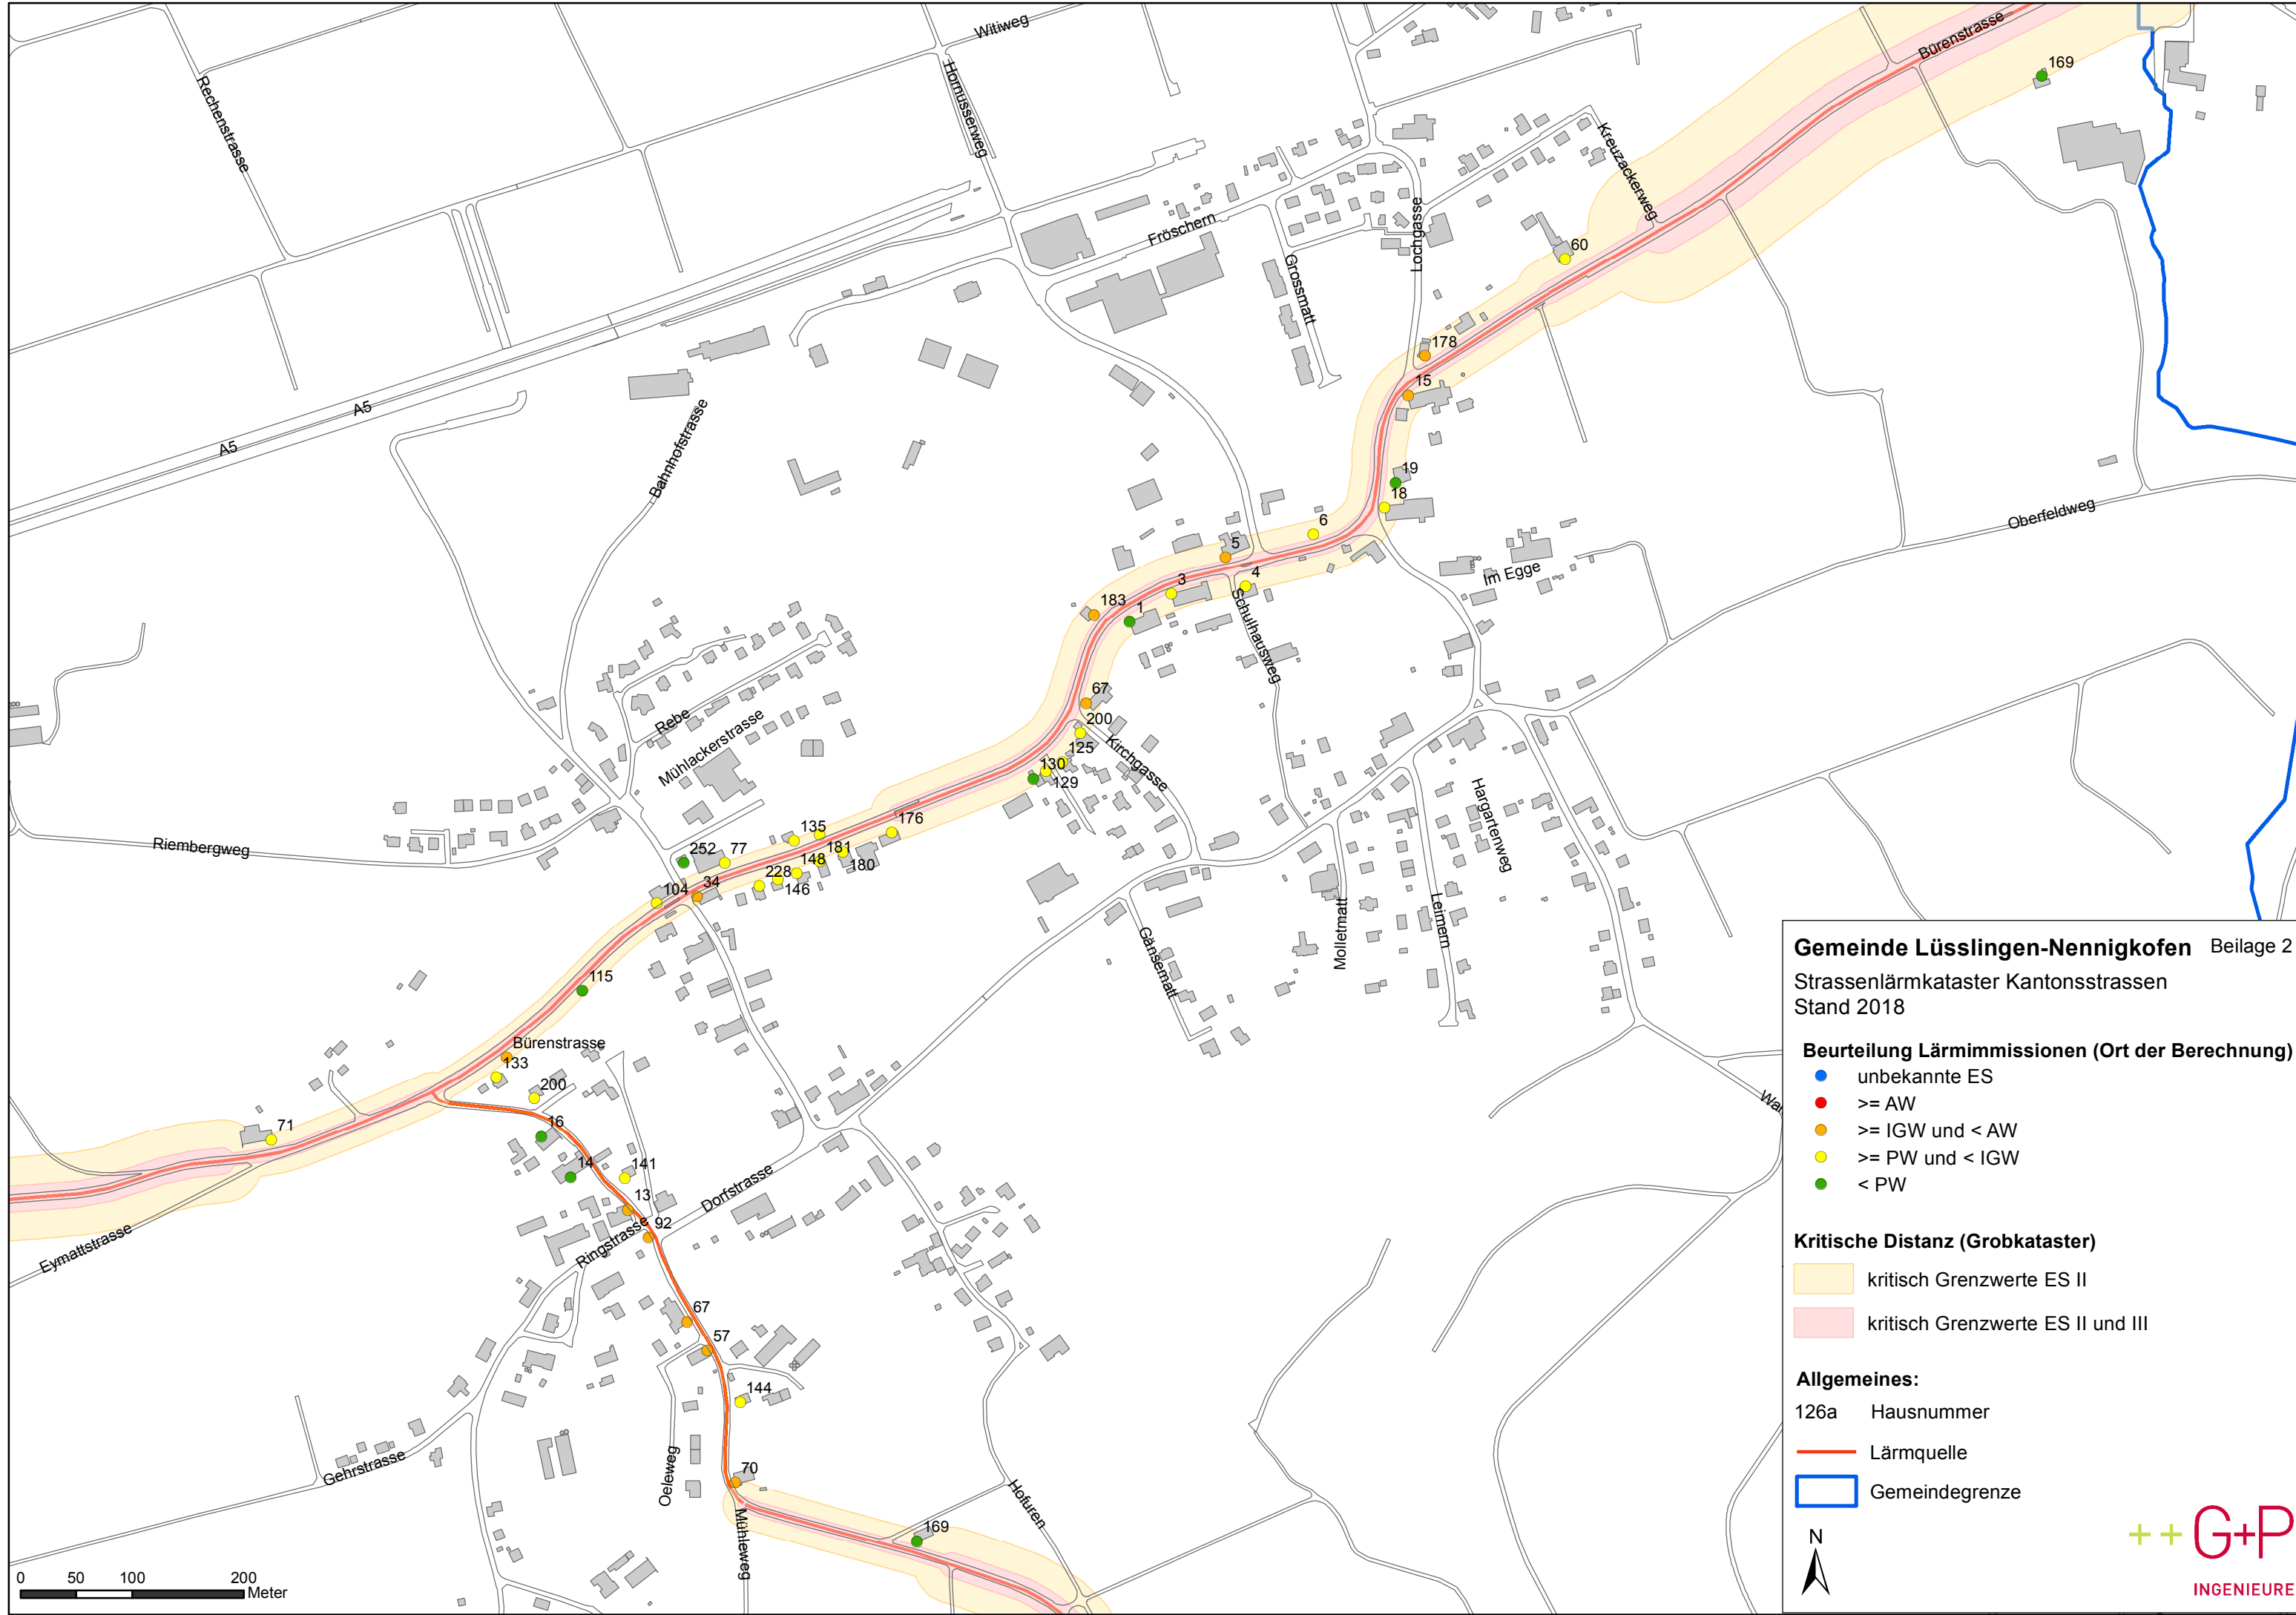 Witiweg
Bürenstrasse
169
Rechenstrasse
Hornusserweg
Kreuzackerweg
Fröschern
Lochgasse
Grossmatt
60
178
15
A5
A5
Bahnhofstrasse
19
18
6
5
4
3
Oberfeldweg
Im Egge
183
1
Schulhausweg
67
200
Kirchgasse
125
130
129
Rebe
Mühlackerstrasse
Hargartenweg
176
135
181
180
148
77
252
228
146
34
104
Riembergweg
Leimern
Molletmatt
Gänsematt
115
Bürenstrasse
133
200
71
16
14
141
13
92
Dorfstrasse
Ringstrasse
Eymattstrasse
67
57
144
70
Oeleweg
Gehrstrasse
Mühleweg
169
Hofuren
0 50 100 200
Meter
Gemeinde Lüsslingen-Nennigkofen Beilage 2
Strassenlärmkataster Kantonsstrassen
Stand 2018
Beurteilung Lärmimmissionen (Ort der Berechnung)
unbekannte ES
>= AW
>= IGW und < AW
>= PW und < IGW
< PW
Kritische Distanz (Grobkataster)
kritisch Grenzwerte ES II
kritisch Grenzwerte ES II und III
Allgemeines:
126a Hausnummer
Lärmquelle
Gemeindegrenze
N
++G+P
INGENIEURE